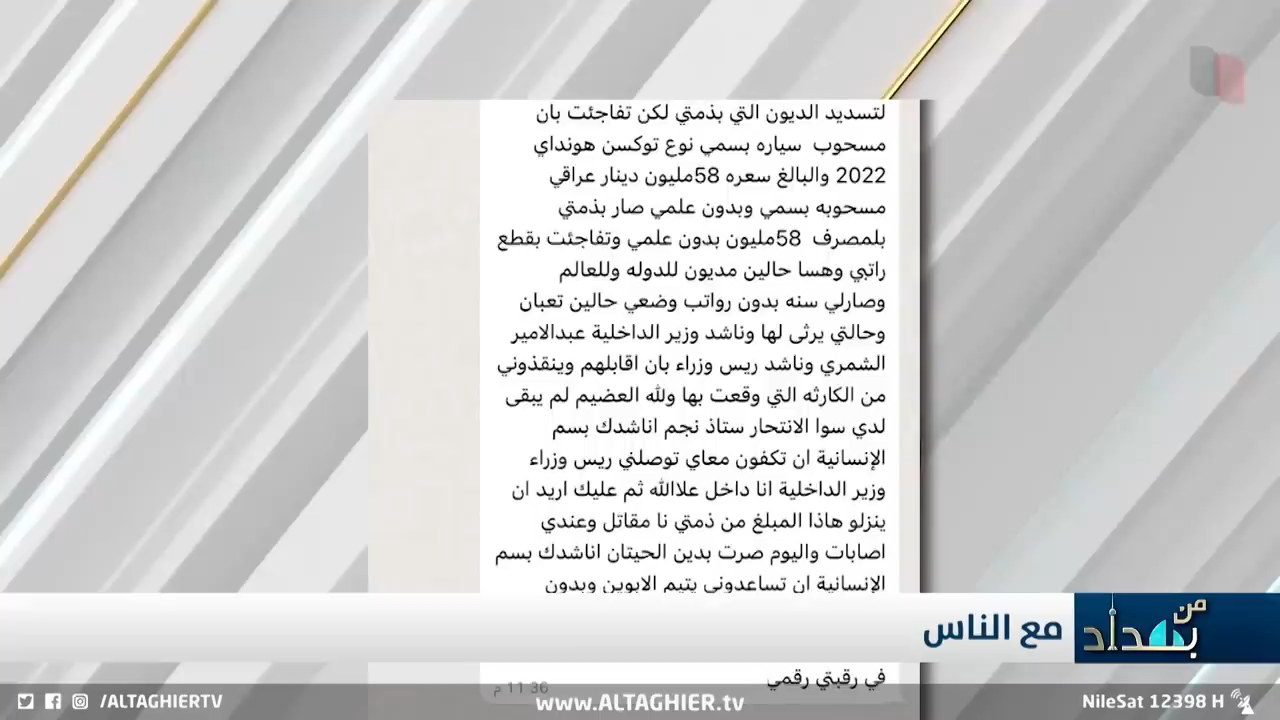 لتسديد الديون التي بذمتي لكن تفاجئت بان
مسحوب سياره بسمي نوع توكسن هونداي
2022 والبالغ سعره 58مليون دينار عراقي
مسحوبه بسمي وبدون علمي صار بذمتي
بلمصرف 58مليون بدون علمي وتفاجئت بقطع
راتبي وهسا حالين مديون للدوله وللعالم
وصارلي سنه بدون رواتب وضعي حالين تعبان
وحالتي يرثى لها وناشد وزير الداخلية عبدالامير
الشمري وناشد ريس وزراء بان اقابلهم وينقذوني
من الكارثه التي وقعت بها ولله العضيم لم يبقى
لدي سوا الانتحار ستاذ نجم اناشدك بسم
الإنسانية ان تكفون معاي توصلني ريس وزراء
وزير الداخلية انا داخل علاالله ثم عليك اريد ان
ينزلو هاذا المبلغ من ذمتي نا مقاتل وعندي
اصابات واليوم صرت بدين الحيتان اناشدك بسم
الإنسانية ان تساعدوني يتيم الابوين وبدون
من بغداد
مع الناس
في رقبتي رقمي
11 36 م
/ALTAGHIERTV
www.ALTAGHIER.tv
NileSat 12398 H